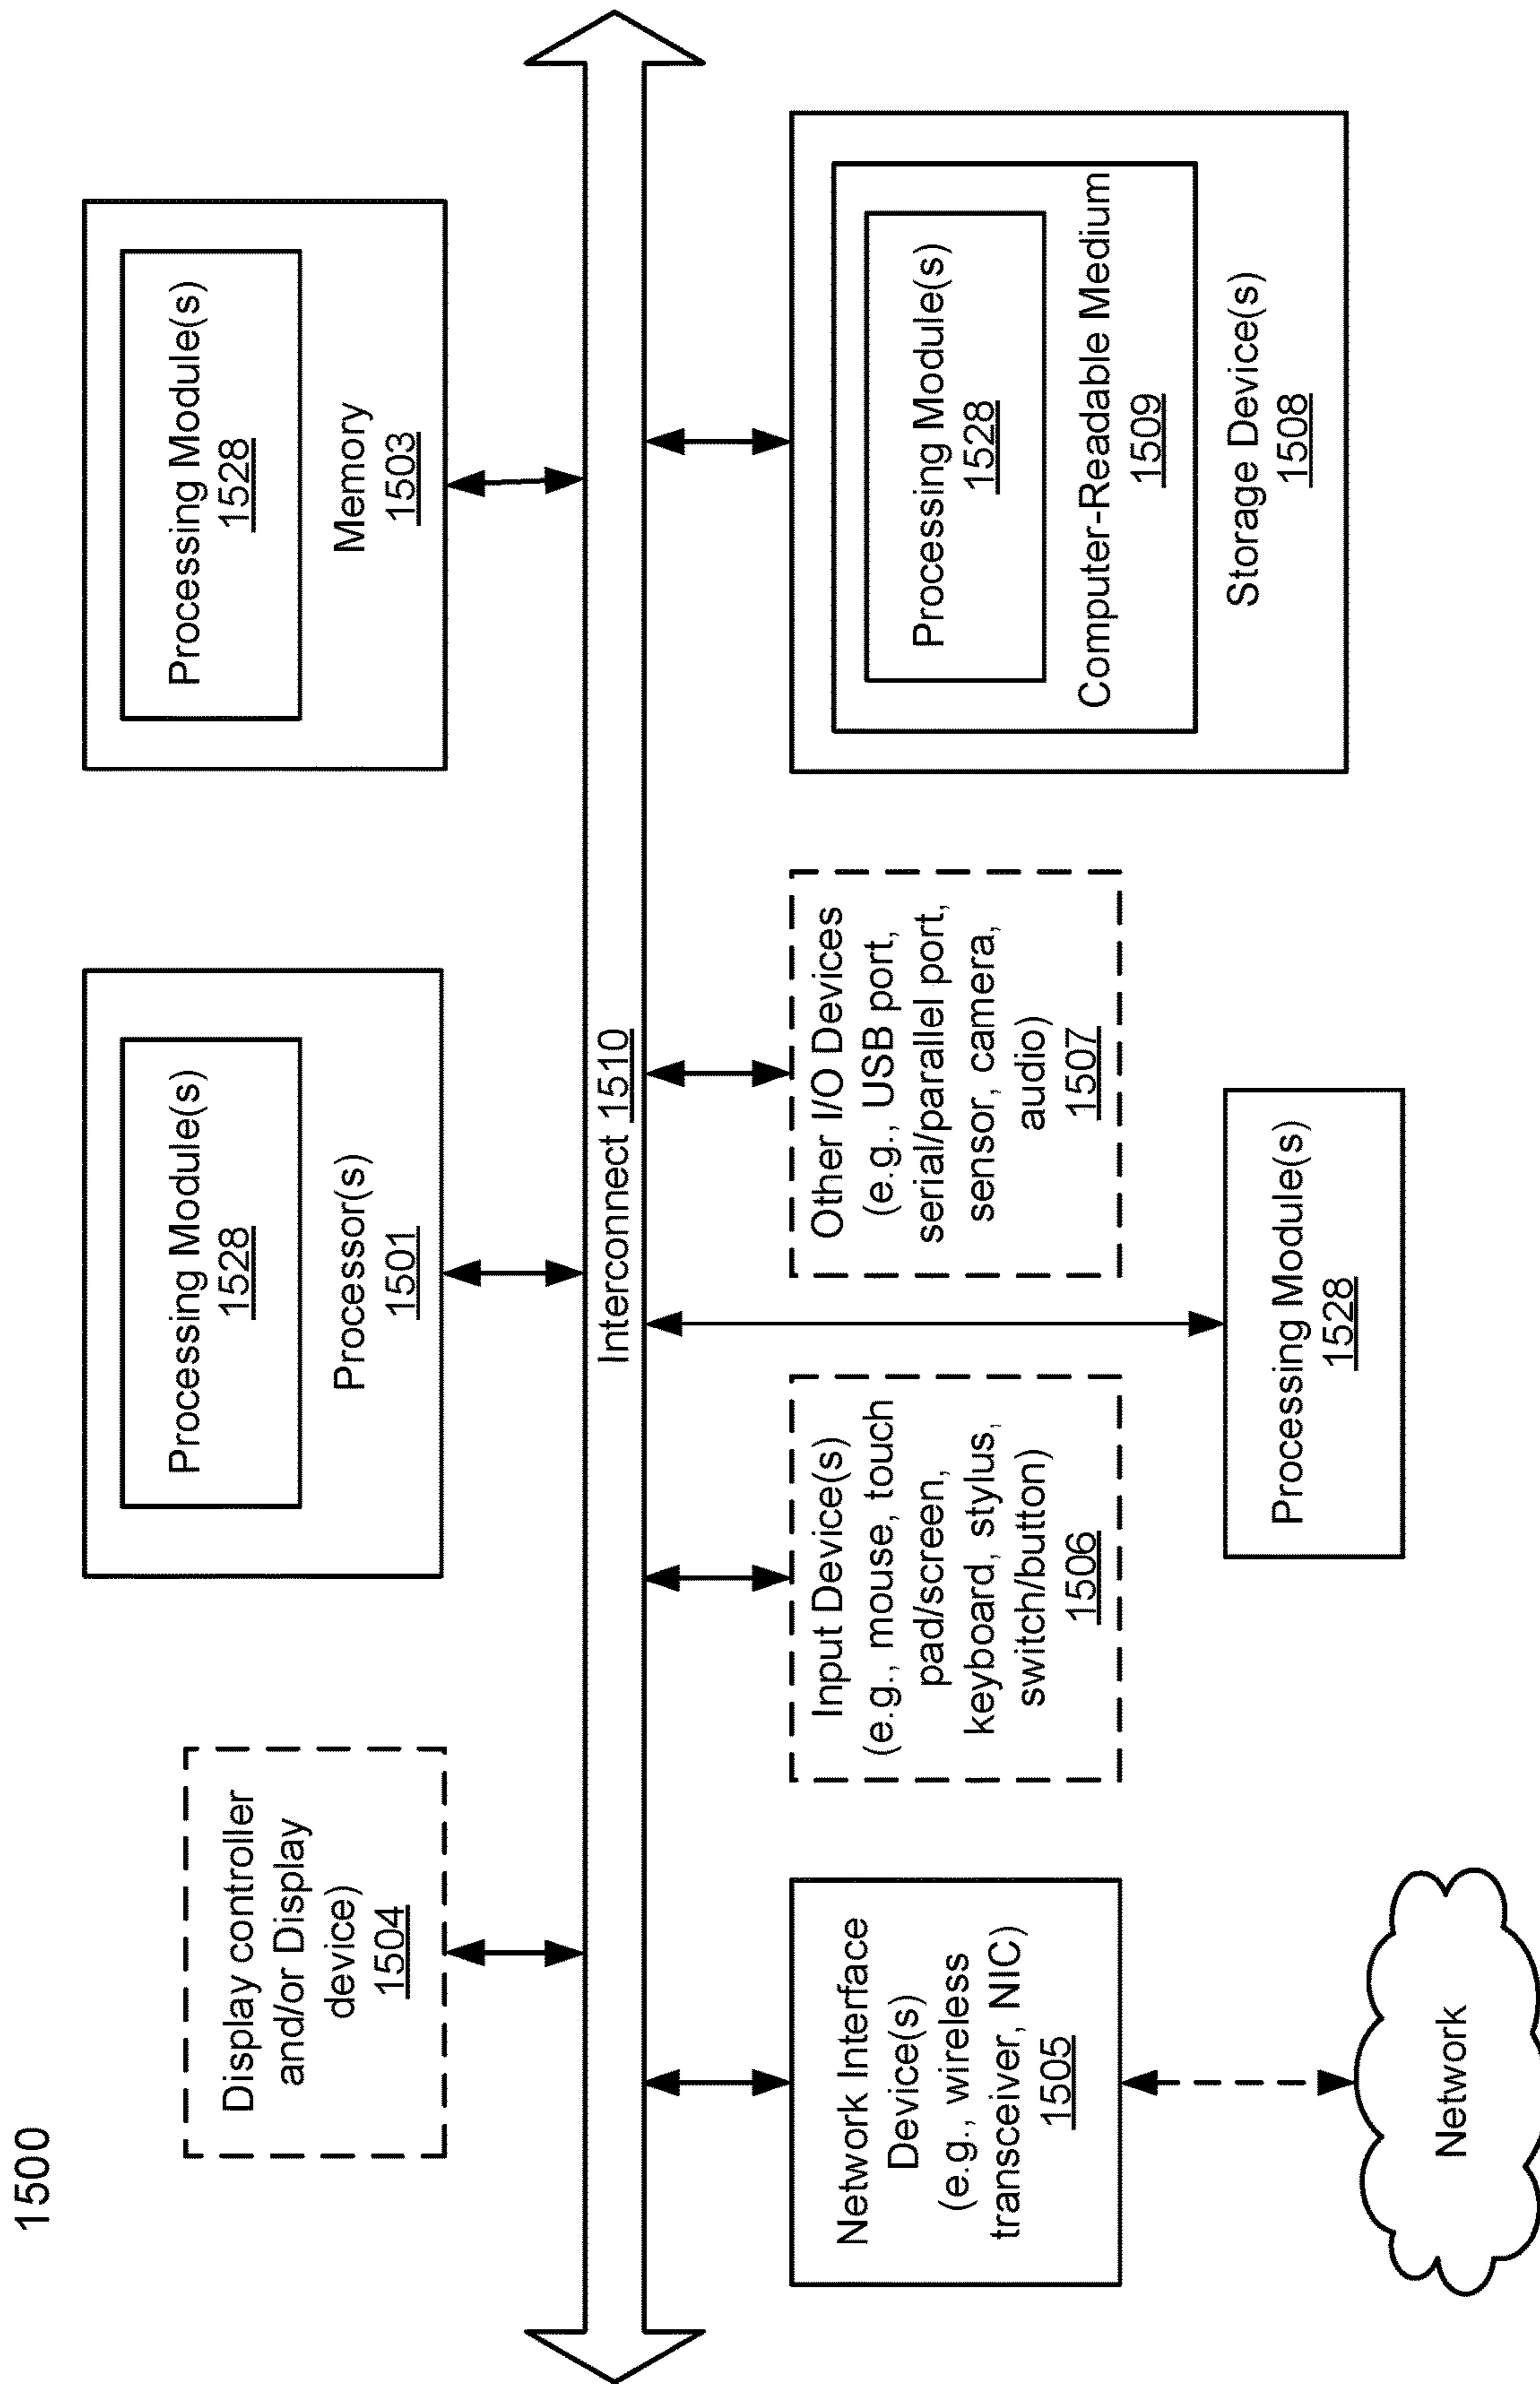 1500
Display controller
and/or Display
device)
1504
Processing Module(s)
1528
Processor(s)
1501
Processing Module(s)
1528
Memory
1503
Interconnect 1510
Network Interface
Device(s)
(e.g., wireless
transceiver, NIC)
1505
Input Device(s)
(e.g., mouse, touch
pad/screen,
keyboard, stylus,
switch/button)
1506
Other I/O Devices
(e.g., USB port,
serial/parallel port,
sensor, camera,
audio)
1507
Processing Module(s)
1528
Computer-Readable Medium
1509
Storage Device(s)
1508
Processing Module(s)
1528
Network